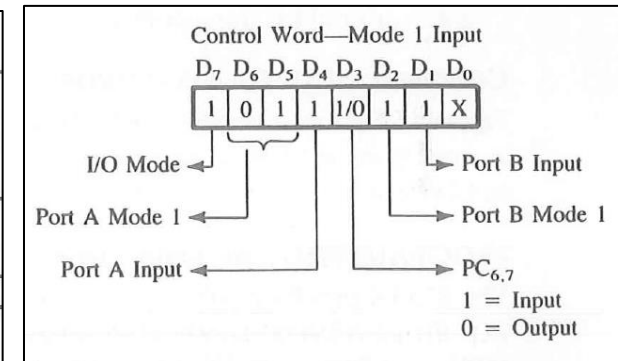 Control Word—Mode 1 Input
D₇ D₆ D₅ D₄ D₃ D₂ D₁ D₀
1 0 1 1 1/0 1 1 X
I/O Mode
Port B Input
Port A Mode 1
Port B Mode 1
Port A Input
PC₆,₇
1 = Input
0 = Output